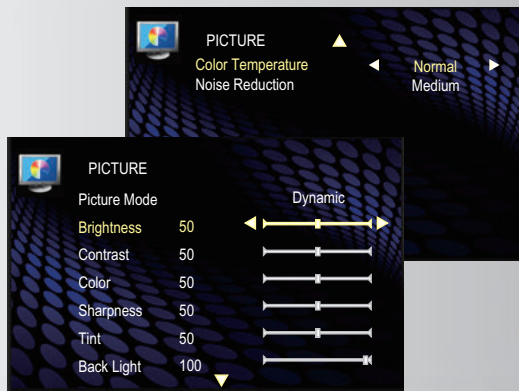 PICTURE
Color Temperature Normal
Noise Reduction Medium
PICTURE
Picture Mode Dynamic
Brightness 50
Contrast 50
Color 50
Sharpness 50
Tint 50
Back Light 100